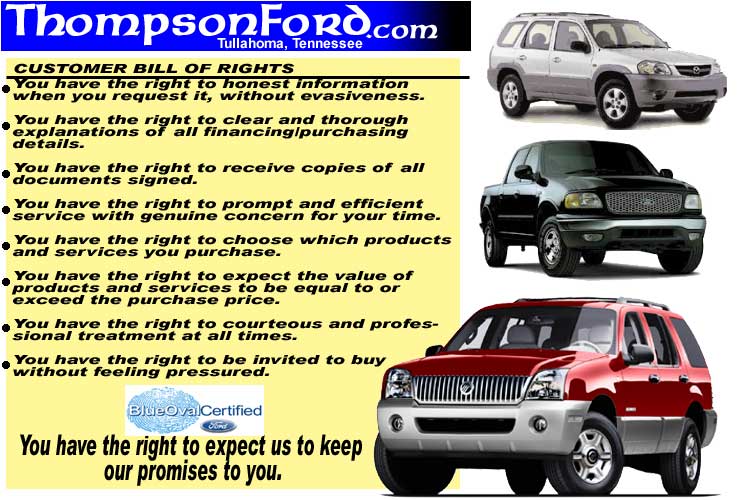 ThompsonFord.com
Tullahoma, Tennessee
CUSTOMER BILL OF RIGHTS
You have the right to honest information
when you request it, without evasiveness.
You have the right to clear and thorough
explanations of all financing/purchasing
details.
You have the right to receive copies of all
documents signed.
You have the right to prompt and efficient
service with genuine concern for your time.
You have the right to choose which products
and services you purchase.
You have the right to expect the value of
products and services to be equal to or
exceed the purchase price.
You have the right to courteous and profes-
sional treatment at all times.
You have the right to be invited to buy
without feeling pressured.
BlueOvalCertified
Ford
You have the right to expect us to keep
our promises to you.